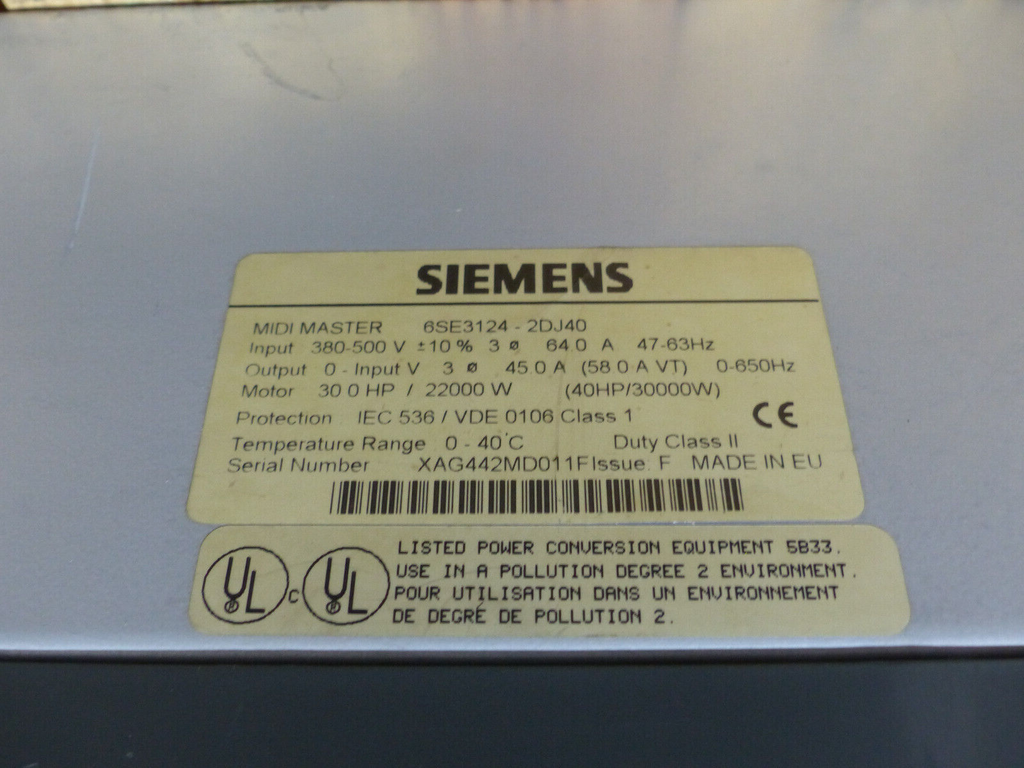 SIEMENS
MIDI MASTER 6SE3124 - 2DJ40
Input 380-500 V ±10% 3 ø 64.0 A 47-63Hz
Output 0 - Input V 3 ø 45.0 A (58.0 A VT) 0-650Hz
Motor 30.0 HP / 22000 W (40HP/30000W)
Protection IEC 536 / VDE 0106 Class 1 CE
Temperature Range 0 - 40°C Duty Class II
Serial Number XAG442MD011F Issue: F MADE IN EU
UL c UL
LISTED POWER CONVERSION EQUIPMENT 5B33.
USE IN A POLLUTION DEGREE 2 ENVIRONMENT.
POUR UTILISATION DANS UN ENVIRONNEMENT
DE DEGRÉ DE POLLUTION 2.